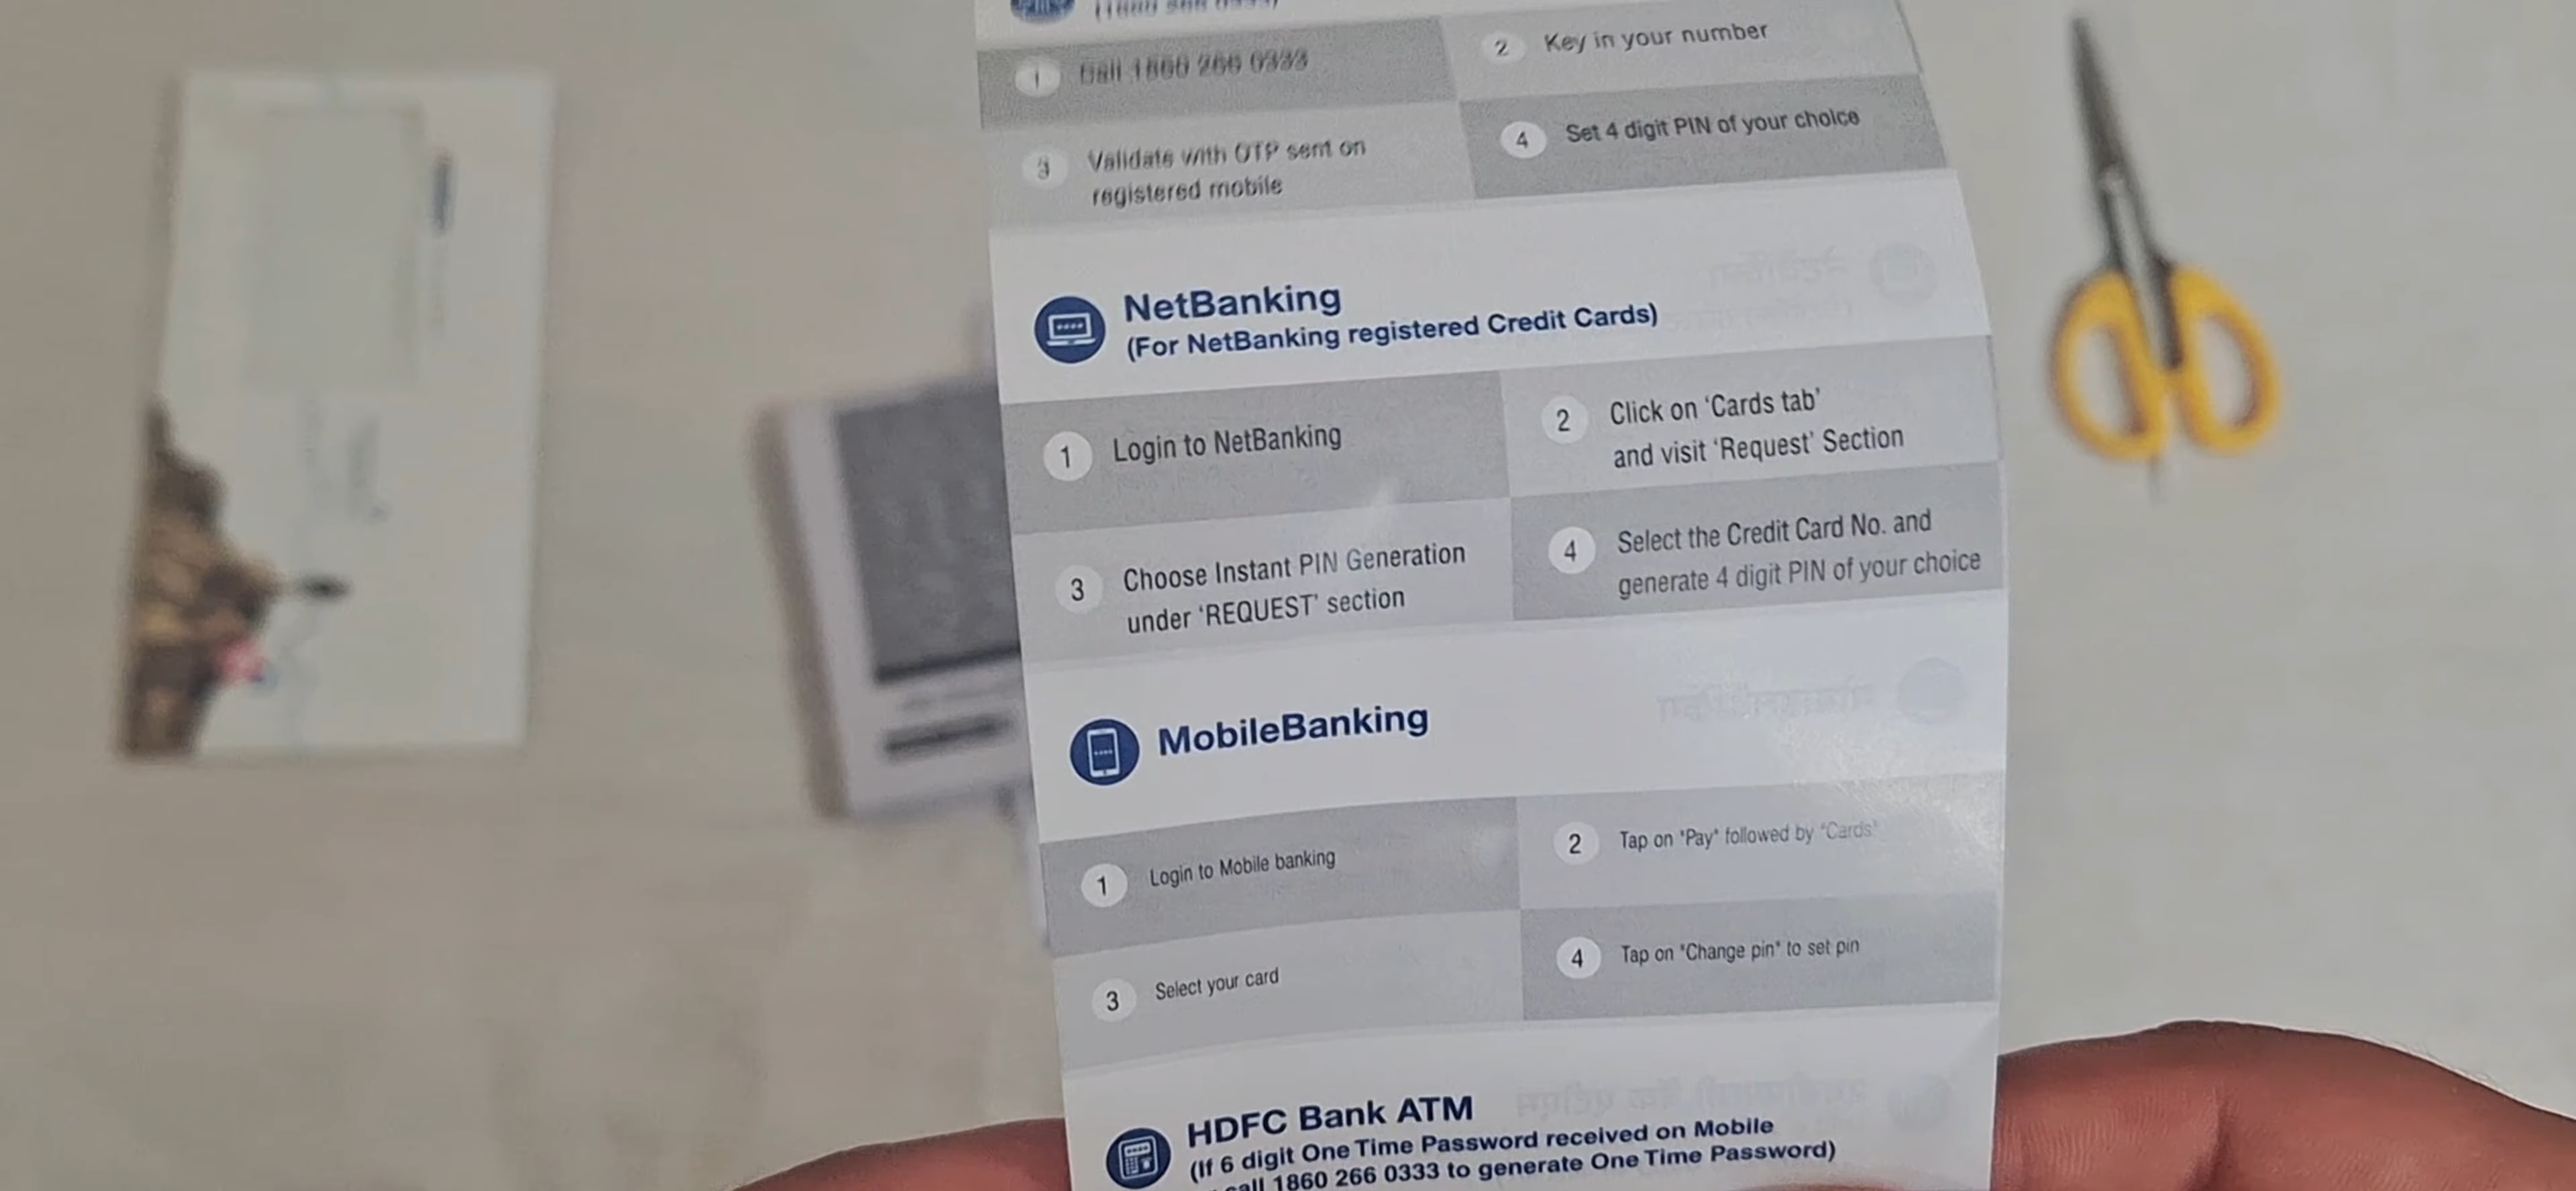 1 Call 1860 266 0333
2 Key in your number
3 Validate with OTP sent on
registered mobile
4 Set 4 digit PIN of your choice
NetBanking
(For NetBanking registered Credit Cards)
1 Login to NetBanking
2 Click on ‘Cards tab’
and visit ‘Request’ Section
3 Choose Instant PIN Generation
under ‘REQUEST’ section
4 Select the Credit Card No. and
generate 4 digit PIN of your choice
MobileBanking
1 Login to Mobile banking
2 Tap on "Pay" followed by "Cards"
3 Select your card
4 Tap on "Change pin" to set pin
HDFC Bank ATM
(If 6 digit One Time Password received on Mobile
call 1860 266 0333 to generate One Time Password)